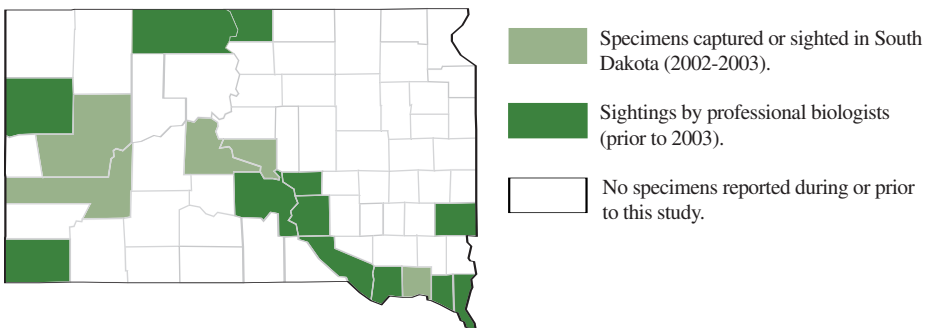 Specimens captured or sighted in South
Dakota (2002-2003).
Sightings by professional biologists
(prior to 2003).
No specimens reported during or prior
to this study.